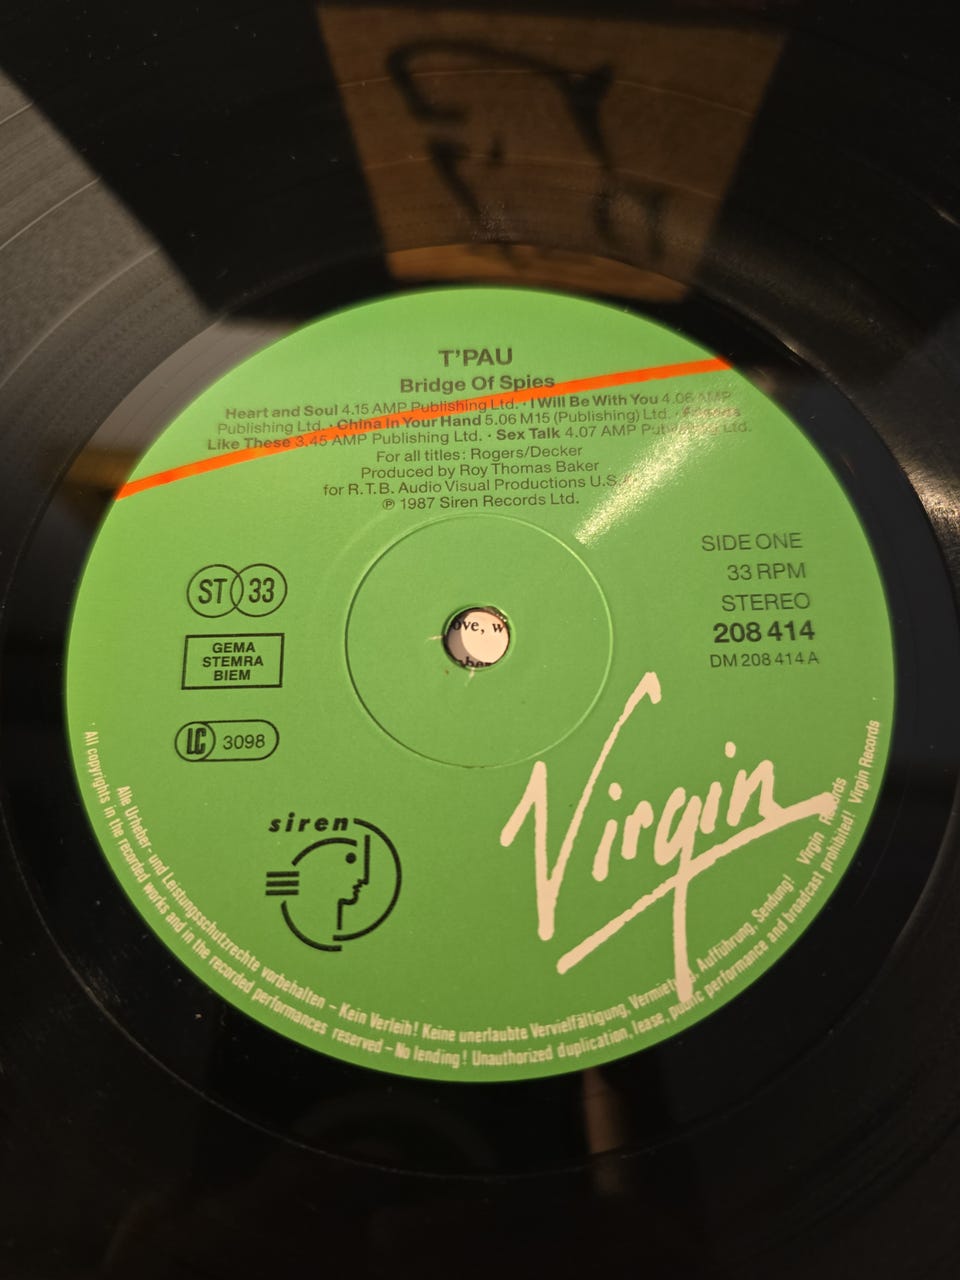 T'PAU
Bridge Of Spies
Heart and Soul 4.15 AMP Publishing Ltd. · I Will Be With You 4.06 AMP
Publishing Ltd. · China in Your Hand 5.06 M15 (Publishing) Ltd. · Friends
Like These 3.45 AMP Publishing Ltd. · Sex Talk 4.07 AMP Publishing Ltd.
For all titles: Rogers/Decker
Produced by Roy Thomas Baker
for R.T.B. Audio Visual Productions U.S.A.
℗ 1987 Siren Records Ltd.
SIDE ONE
33 RPM
STEREO
208 414
DM 208 414 A
ST 33
GEMA
STEMRA
BIEM
LC 3098
siren
Virgin
ove, w
Alle Urheber- und Leistungsschutzrechte vorbehalten – Kein Verleih! Keine unerlaubte Vervielfältigung, Vermietung, Aufführung, Sendung! Virgin Records
All copyrights in the recorded works and in the recorded performances reserved – No lending! Unauthorized duplication, lease, public performance and broadcast prohibited! Virgin Records